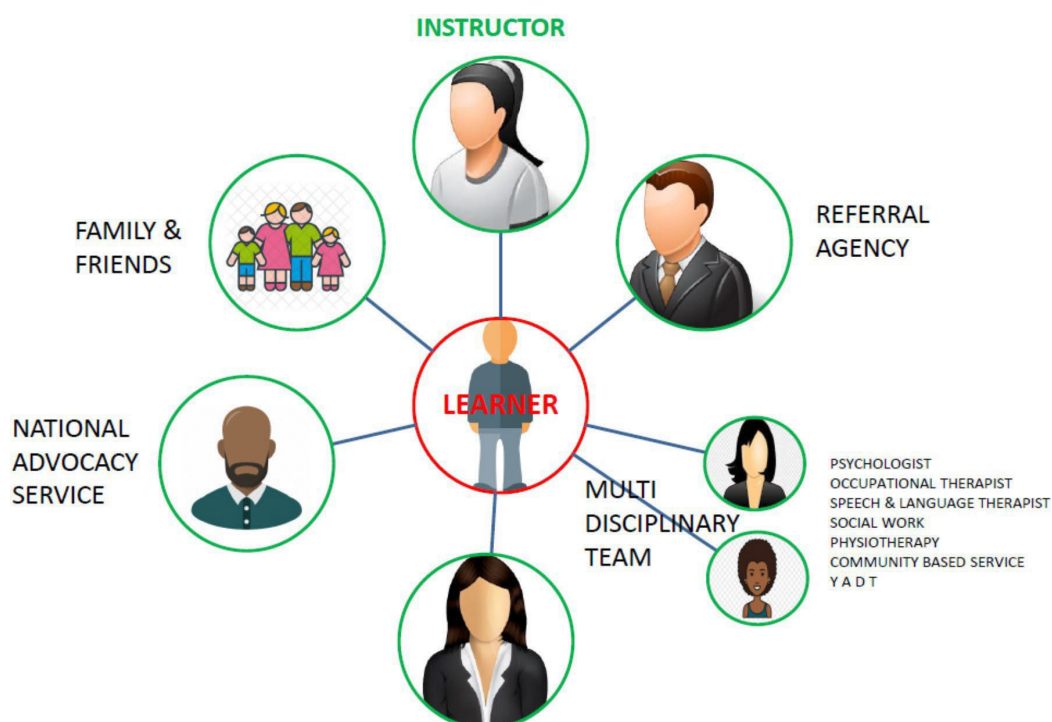 INSTRUCTOR
FAMILY &
FRIENDS
REFERRAL
AGENCY
LEARNER
NATIONAL
ADVOCACY
SERVICE
MULTI
DISCIPLINARY
TEAM
PSYCHOLOGIST
OCCUPATIONAL THERAPIST
SPEECH & LANGUAGE THERAPIST
SOCIAL WORK
PHYSIOTHERAPY
COMMUNITY BASED SERVICE
Y A D T